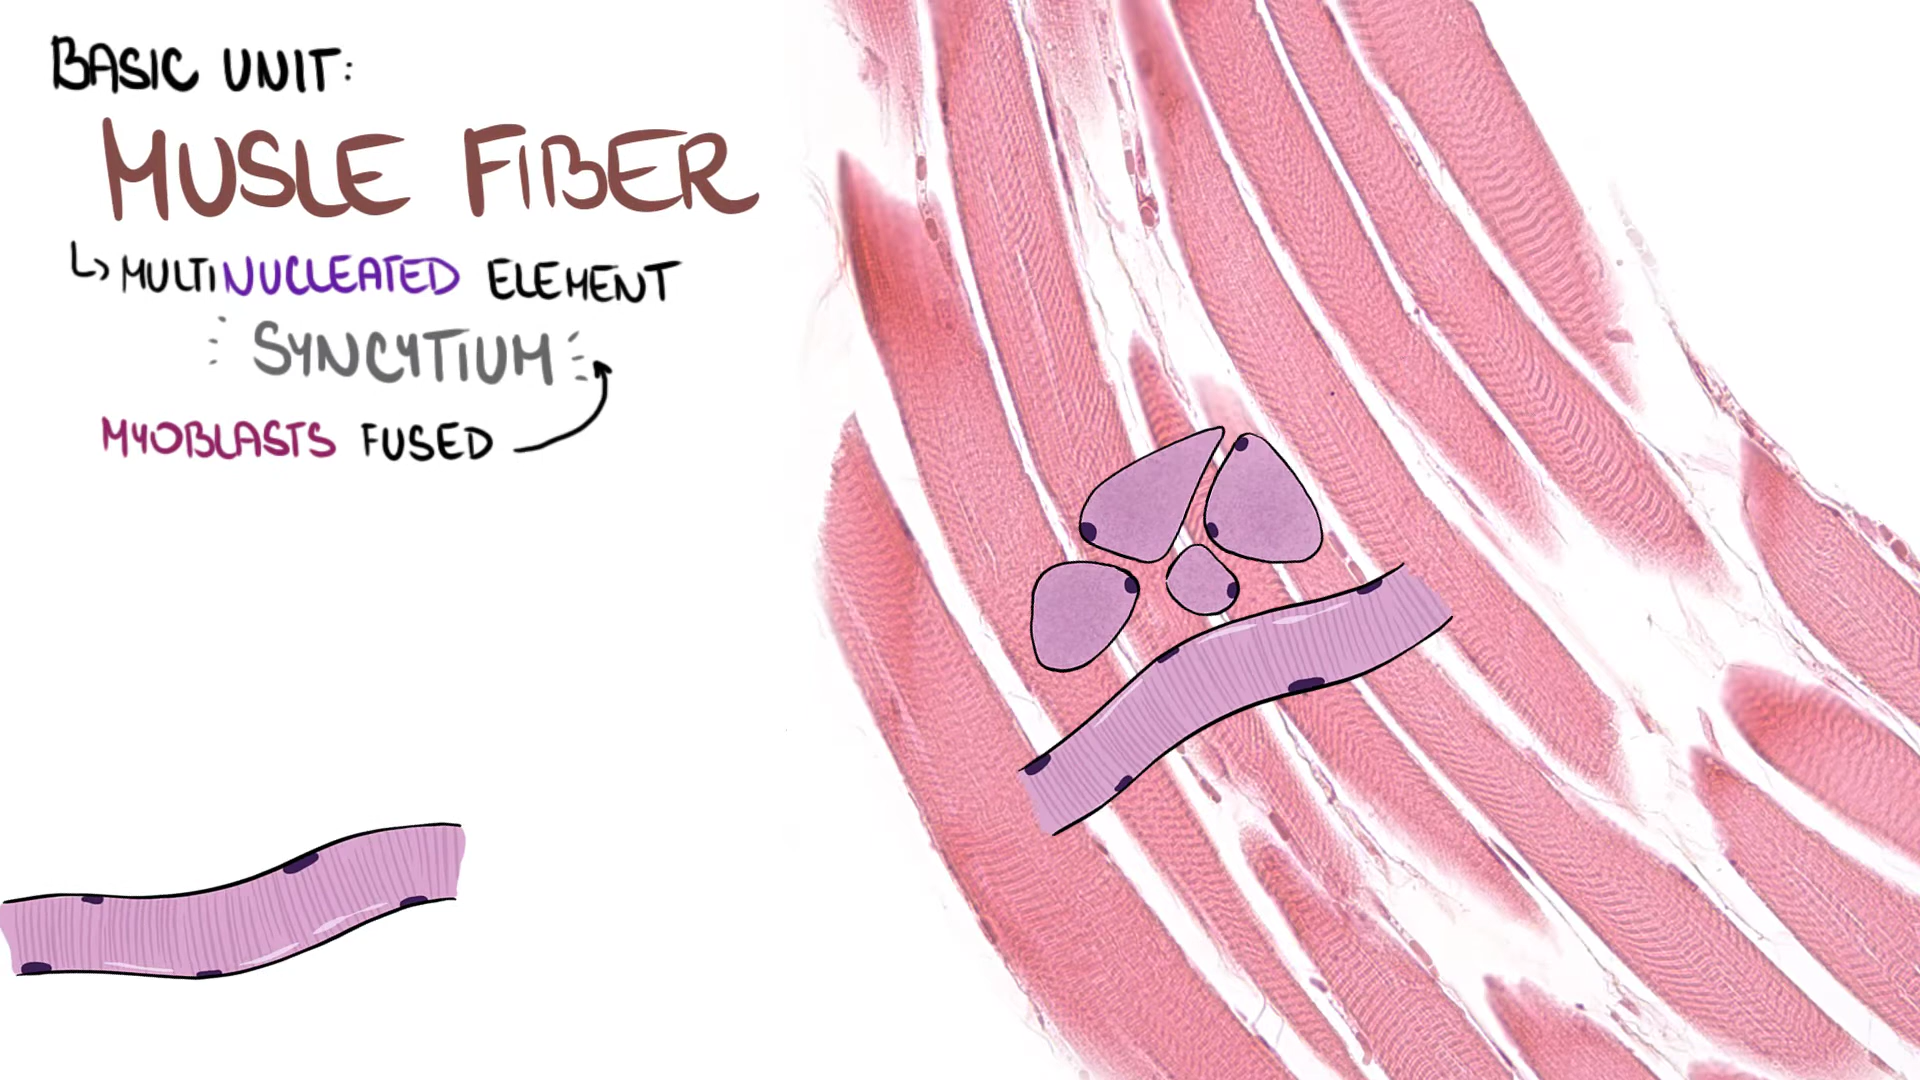 BASIC UNIT:
MUSLE FIBER
↳ MULTINUCLEATED ELEMENT
SYNCYTIUM
MYOBLASTS FUSED